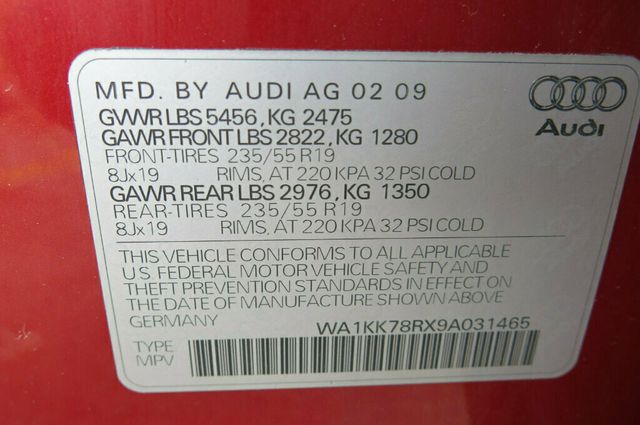 MFD. BY AUDI AG 02 09
GVWR LBS 5456, KG 2475
GAWR FRONT LBS 2822, KG 1280
FRONT-TIRES 235/55 R19
8Jx19 RIMS, AT 220 KPA 32 PSI COLD
GAWR REAR LBS 2976, KG 1350
REAR-TIRES 235/55 R19
8Jx19 RIMS, AT 220 KPA 32 PSI COLD
Audi
THIS VEHICLE CONFORMS TO ALL APPLICABLE
U.S FEDERAL MOTOR VEHICLE SAFETY AND
THEFT PREVENTION STANDARDS IN EFFECT ON
THE DATE OF MANUFACTURE SHOWN ABOVE
GERMANY WA1KK78RX9A031465
TYPE
MPV